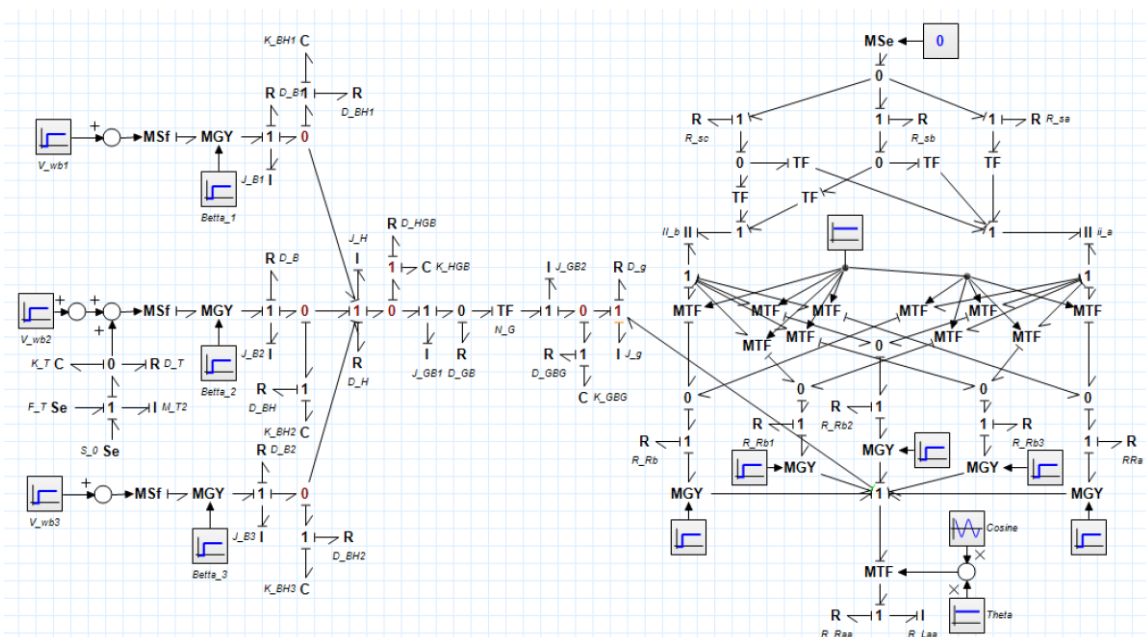 K_BH1 C
MSe 0
0
R D_B1 1 R
D_BH1
R 1 1 R 1 R R_sa
R_sc R_sb
+ MSf MGY 1 0
V_wb1
0 TF 0 TF TF
J_B1 I
Betta_1
TF TF
R D_HGB
J_H II_b II 1 1 II ii_a
R D_B I 1 C K_HGB I J_GB2 R D_g 1 1
+ + MSf MGY 1 0 1 0 1 0 TF 1 0 1 MTF MTF MTF MTF
N_G
V_wb2 +
MTF MTF MTF MTF
K_T C 0 R D_T
J_B2 I R I R R 1 I J_g
Betta_2 D_H J_GB1 D_GB D_GBG
MTF 0 MTF
R 1
D_BH
C K_GBG
F_T Se 1 I M_T2
K_BH2 C
0 0 0 0
S_0 Se
R D_B2
R 1 R 1 R 1 1 R 1 R
R_Rb R_Rb1 R_Rb2 R_Rb3 RRa
MGY
MGY MGY
+ MSf MGY 1 0
V_wb3
MGY 1 MGY
J_B3 I 1 R
D_BH2
Betta_3
K_BH3 C
Cosine
MTF
Theta
R 1 I
R_Raa R_Laa